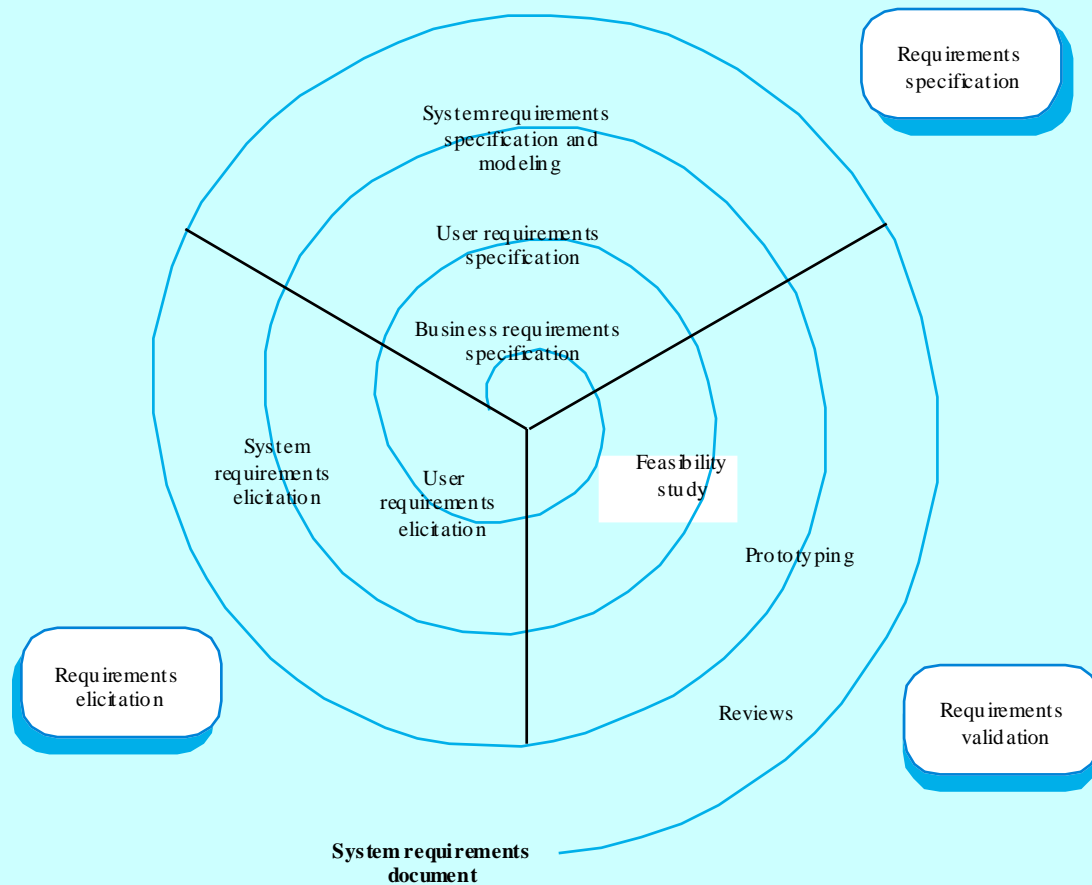 Requirements
specification
System requirements
specification and
modeling
User requirements
specification
Business requirements
specification
System
requirements
elicitation
User
requirements
elicitation
Feasibility
study
Prototyping
Requirements
elicitation
Reviews
Requirements
validation
System requirements
document